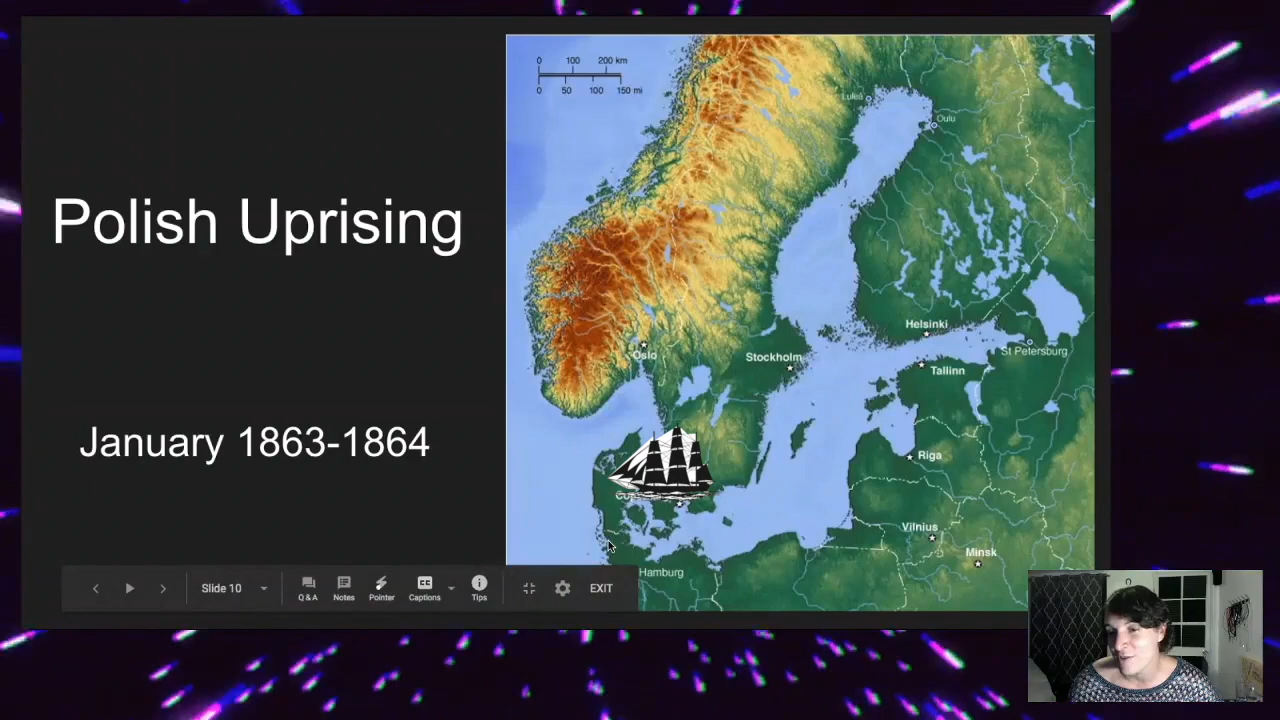 Polish Uprising
January 1863-1864
0 100 200 km
0 50 100 150 mi
Luleå
Oulu
Helsinki
St Petersburg
Oslo
Stockholm
Tallinn
Riga
Vilnius
Minsk
Hamburg
Slide 10
Q & A
Notes
Pointer
CC
Captions
Tips
EXIT